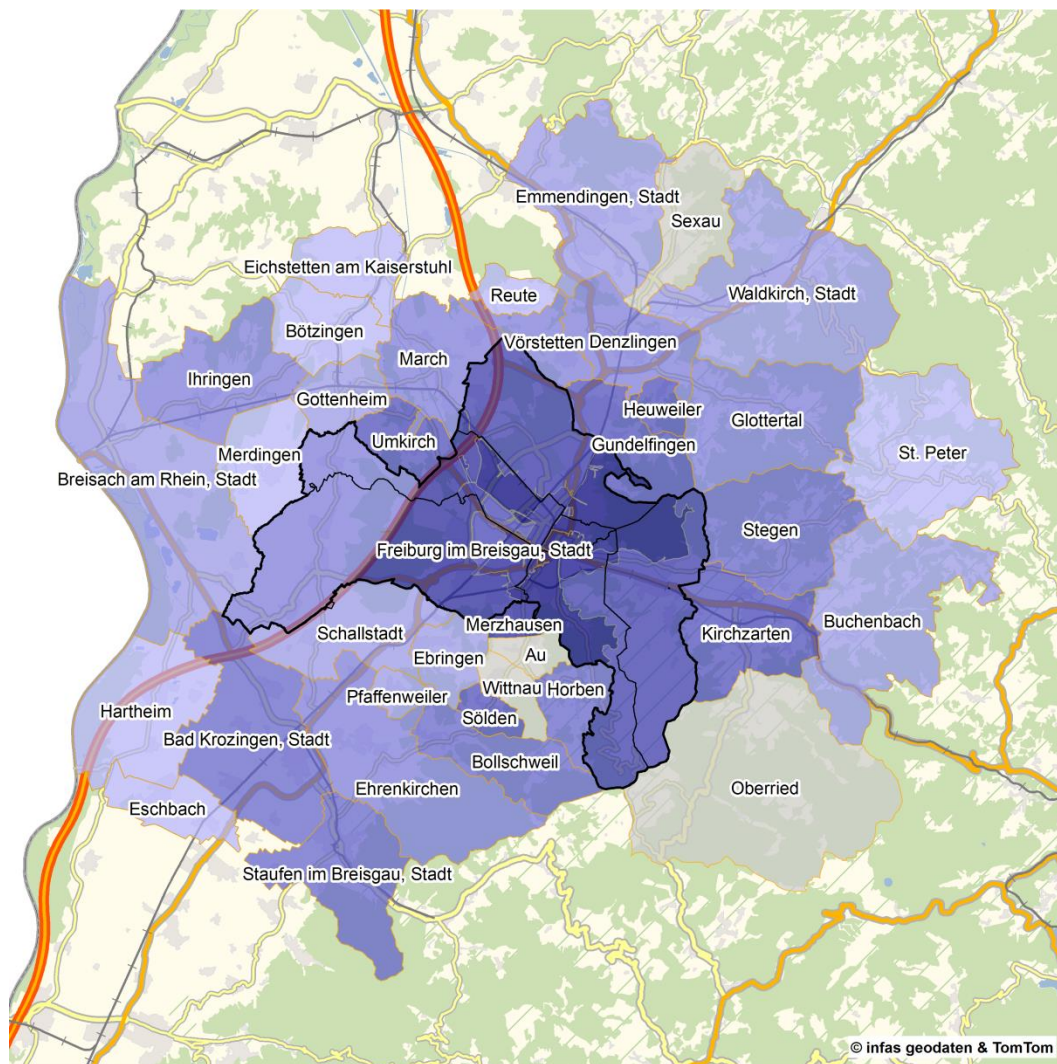 Emmendingen, Stadt
Sexau
Eichstetten am Kaiserstuhl
Reute
Waldkirch, Stadt
Bötzingen
Vörstetten
Denzlingen
March
Ihringen
Gottenheim
Heuweiler
Glottertal
Umkirch
Gundelfingen
St. Peter
Merdingen
Breisach am Rhein, Stadt
Stegen
Freiburg im Breisgau, Stadt
Buchenbach
Merzhausen
Kirchzarten
Schallstadt
Ebringen
Au
Wittnau
Horben
Pfaffenweiler
Hartheim
Sölden
Bad Krozingen, Stadt
Bollschweil
Ehrenkirchen
Oberried
Eschbach
Staufen im Breisgau, Stadt
© infas geodaten & TomTom